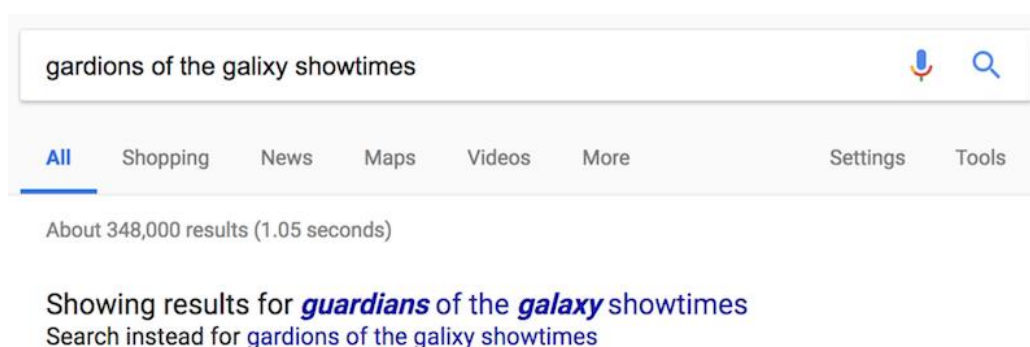 gardions of the galixy showtimes
All Shopping News Maps Videos More Settings Tools
About 348,000 results (1.05 seconds)
Showing results for guardians of the galaxy showtimes
Search instead for gardions of the galixy showtimes